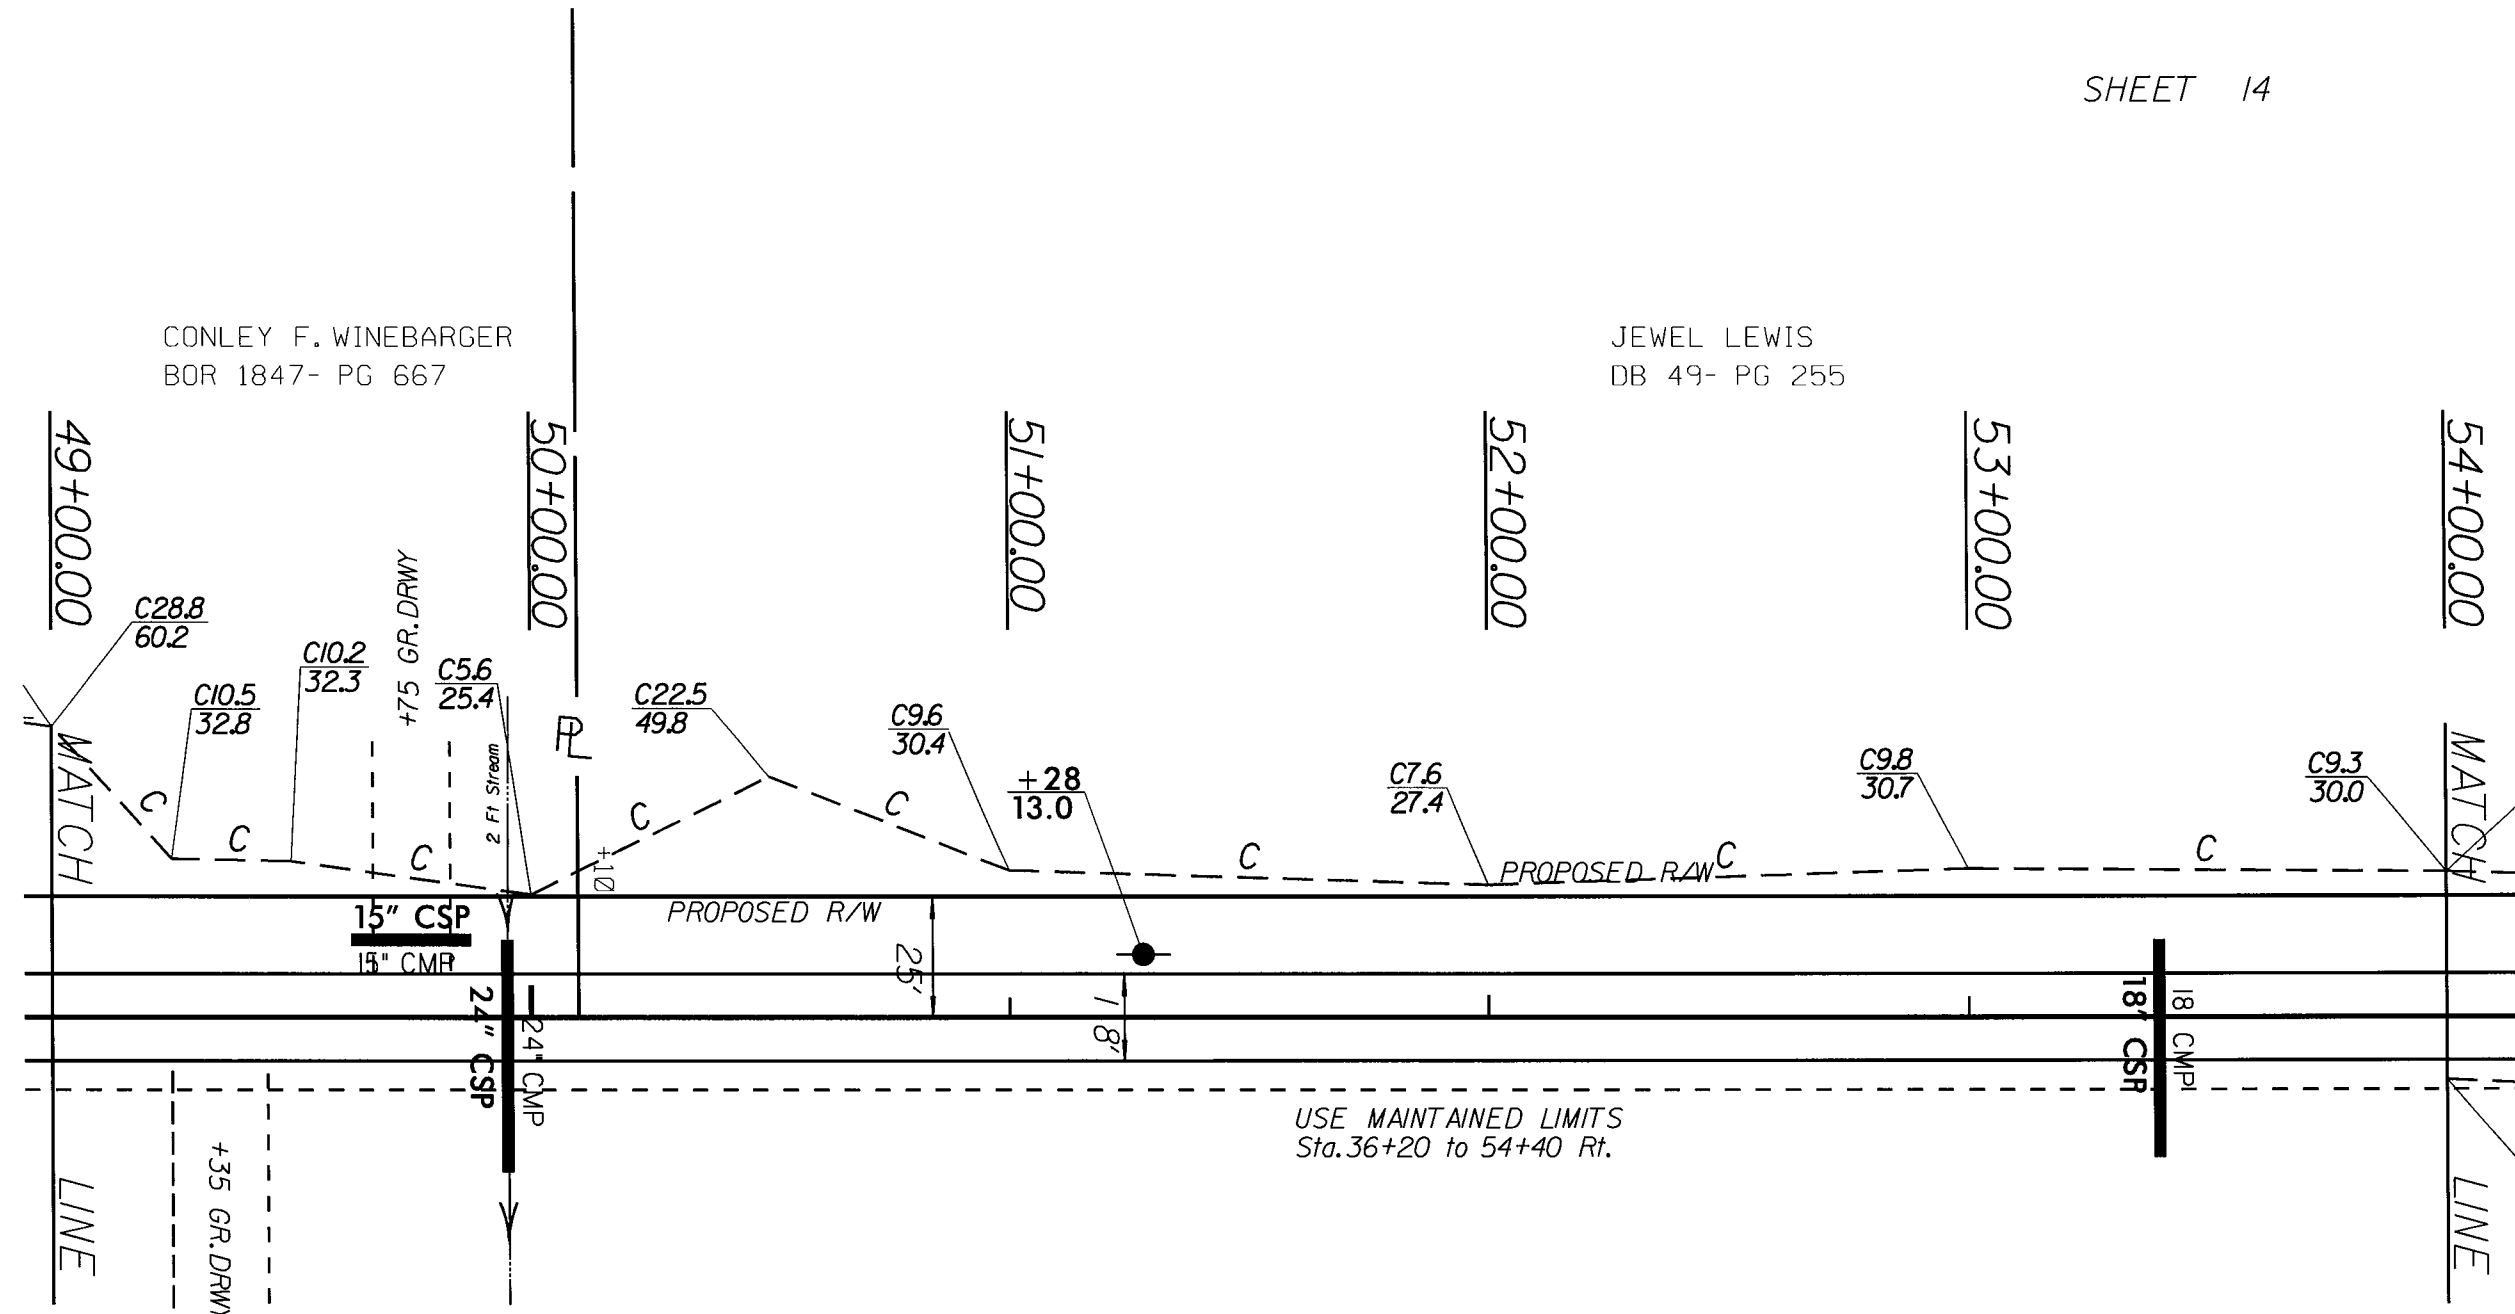 SHEET 14
CONLEY F. WINEBARGER
BOR 1847- PG 667
JEWEL LEWIS
DB 49- PG 255
49+00.00
50+00.00
51+00.00
52+00.00
53+00.00
54+00.00
C28.8
60.2
C10.5
32.8
C10.2
32.3
+75 GR. DRWY
C5.6
25.4
2 Ft Stream
PL
C22.5
49.8
C9.6
30.4
+28
13.0
C7.6
27.4
C9.8
30.7
C9.3
30.0
MATCH
MATCH
C
C
C
C
C
C
C
C
+10
PROPOSED R/W
PROPOSED R/W
15" CSP
15" CMP
24" CSP
24" CMP
25'
18'
18" CSP
18 CMP
USE MAINTAINED LIMITS
Sta. 36+20 to 54+40 Rt.
LINE
+35 GR. DRWY
LINE